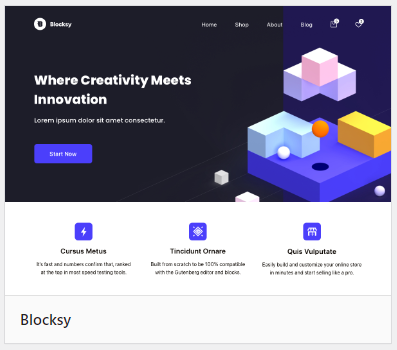 Blocksy
Home Shop About Blog
Where Creativity Meets
Innovation
Lorem ipsum dolor sit amet consectetur.
Start Now
Cursus Metus
It's fast and numbers confirm that, ranked
at the top in most speed testing tools.
Tincidunt Ornare
Built from scratch to be 100% compatible
with the Gutenberg editor and blocks.
Quis Vulputate
Easily build and customize your online store
in minutes and start selling like a pro.
Blocksy